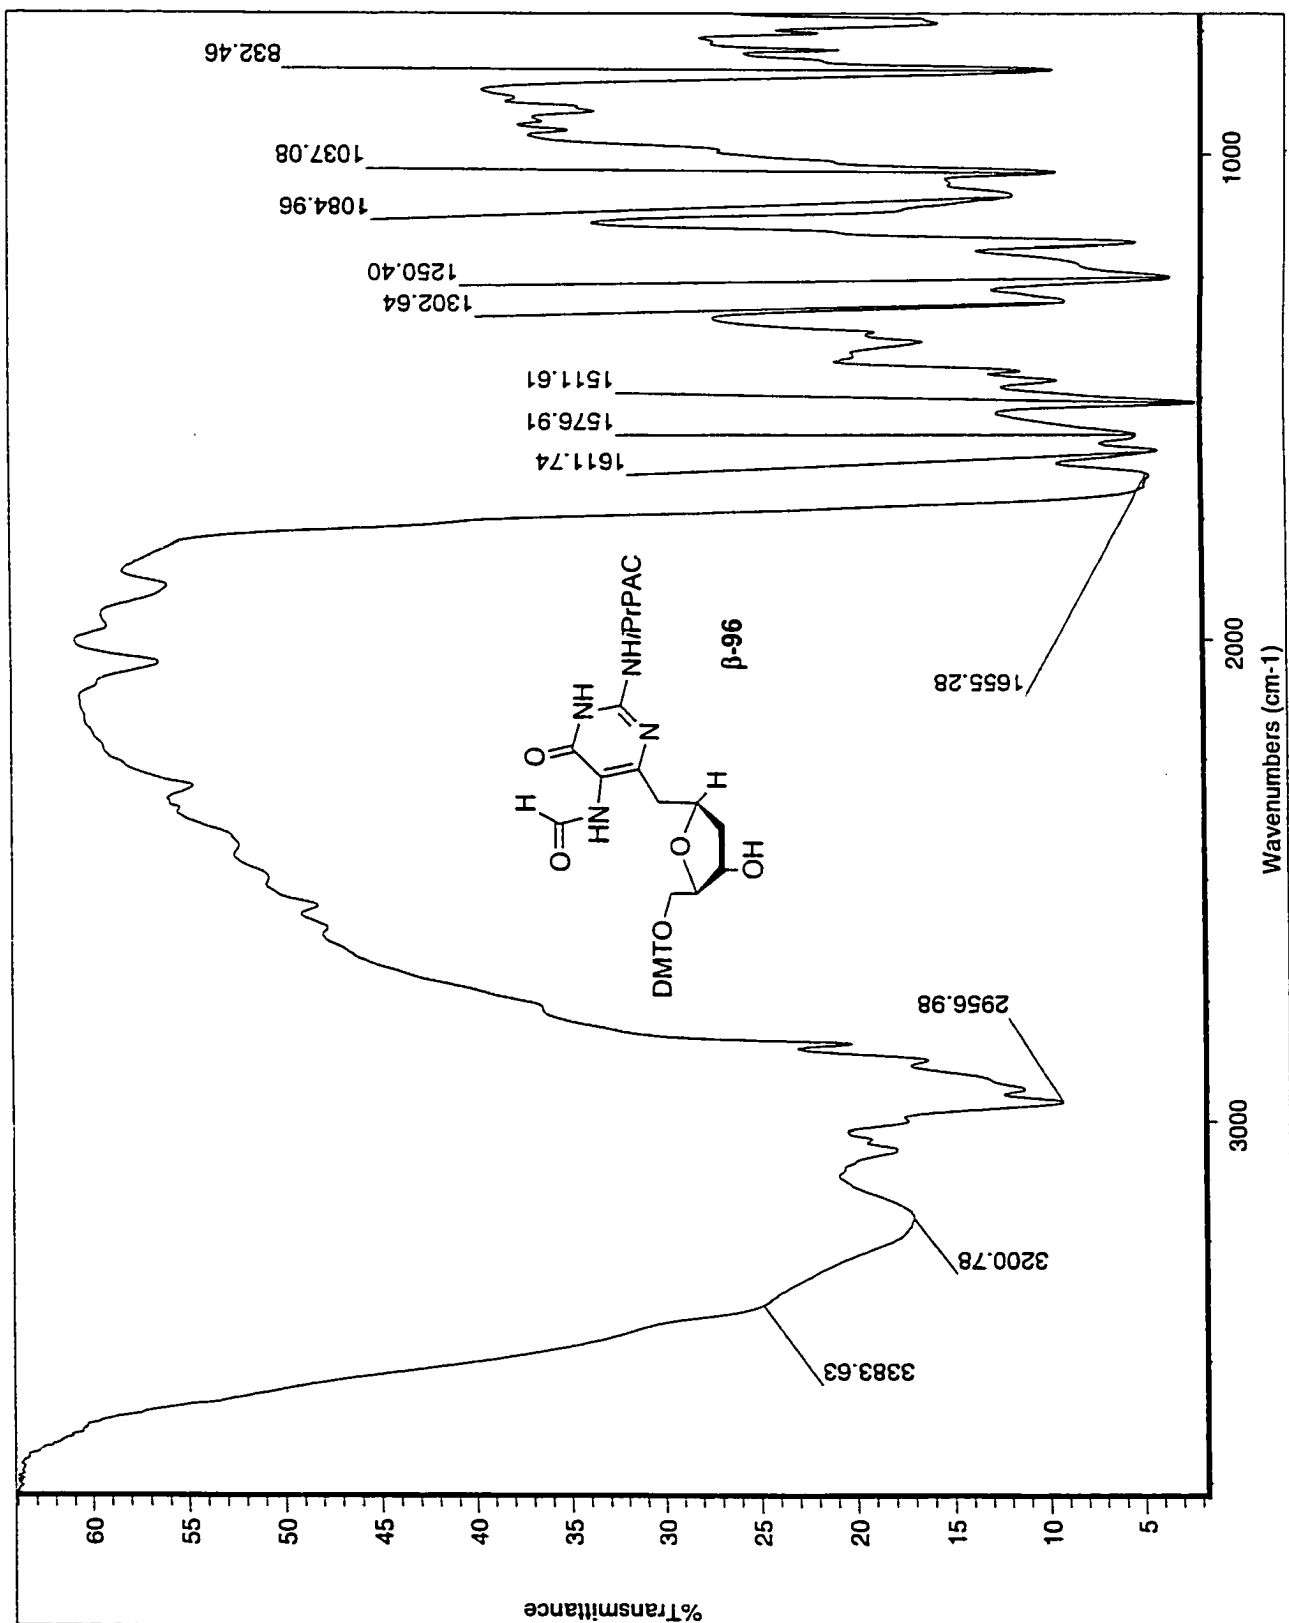 %Transmittance
60
55
50
45
40
35
30
25
20
15
10
5
3383.63
3200.78
2956.98
1655.28
1611.74
1576.91
1511.61
1302.64
1250.40
1084.96
1037.08
832.46
H
O
O
HN
NH
N
NHiPrPAC
DMTO
O
H
OH
β-96
3000
2000
1000
Wavenumbers (cm-1)